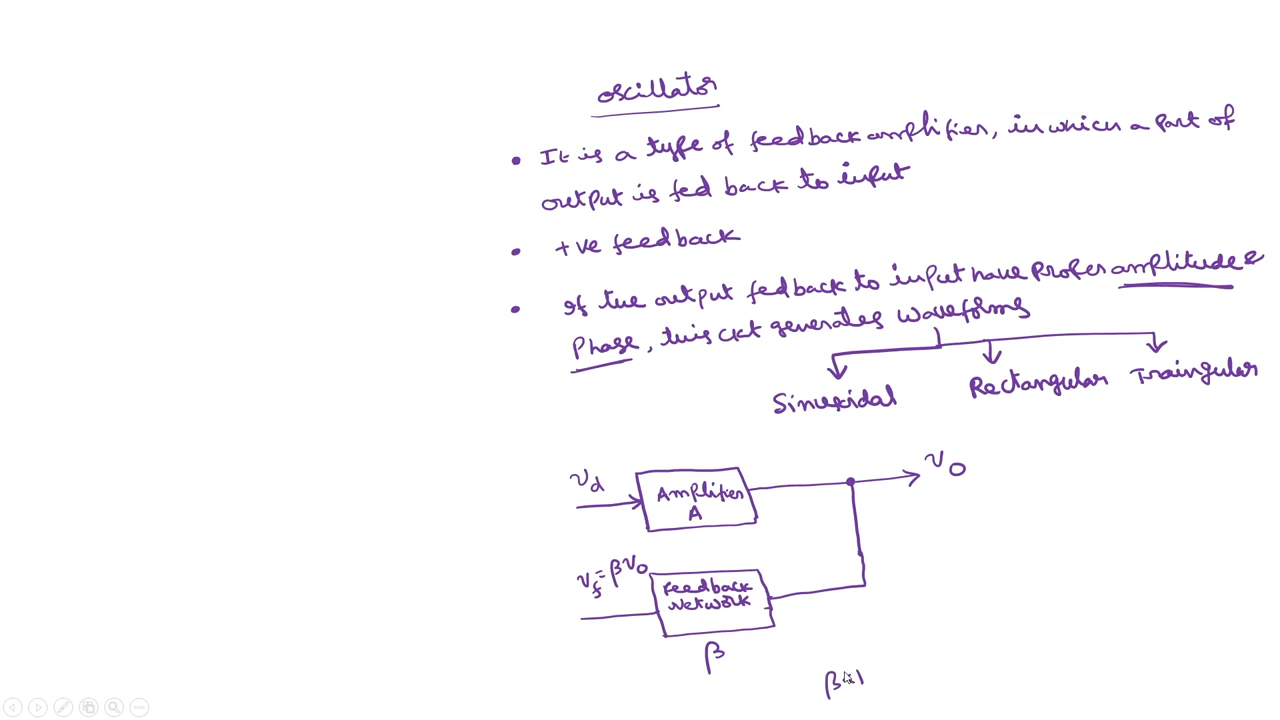 oscillator
• It is a type of feedback amplifier, in which a part of
output is fed back to input
• +ve feedback
• If the output fedback to input have proper amplitude &
Phase, this ckt generates waveforms
Sinusoidal Rectangular Traingular
Vd Amplifier A Vo
Vf = βVo Feedback Network
β